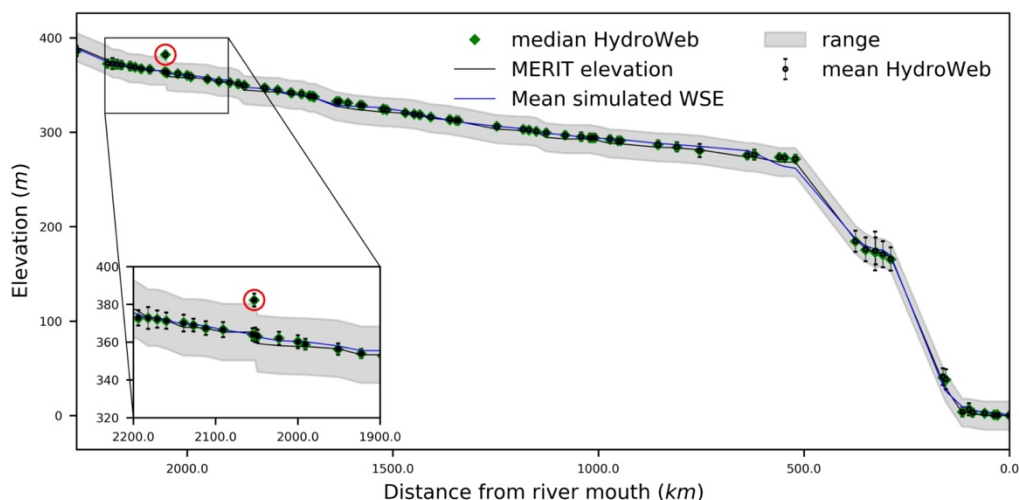 400
300
200
100
0
Elevation (m)
median HydroWeb
MERIT elevation
Mean simulated WSE
range
mean HydroWeb
400
380
360
340
320
2200.0 2100.0 2000.0 1900.0
2000.0 1500.0 1000.0 500.0 0.0
Distance from river mouth (km)